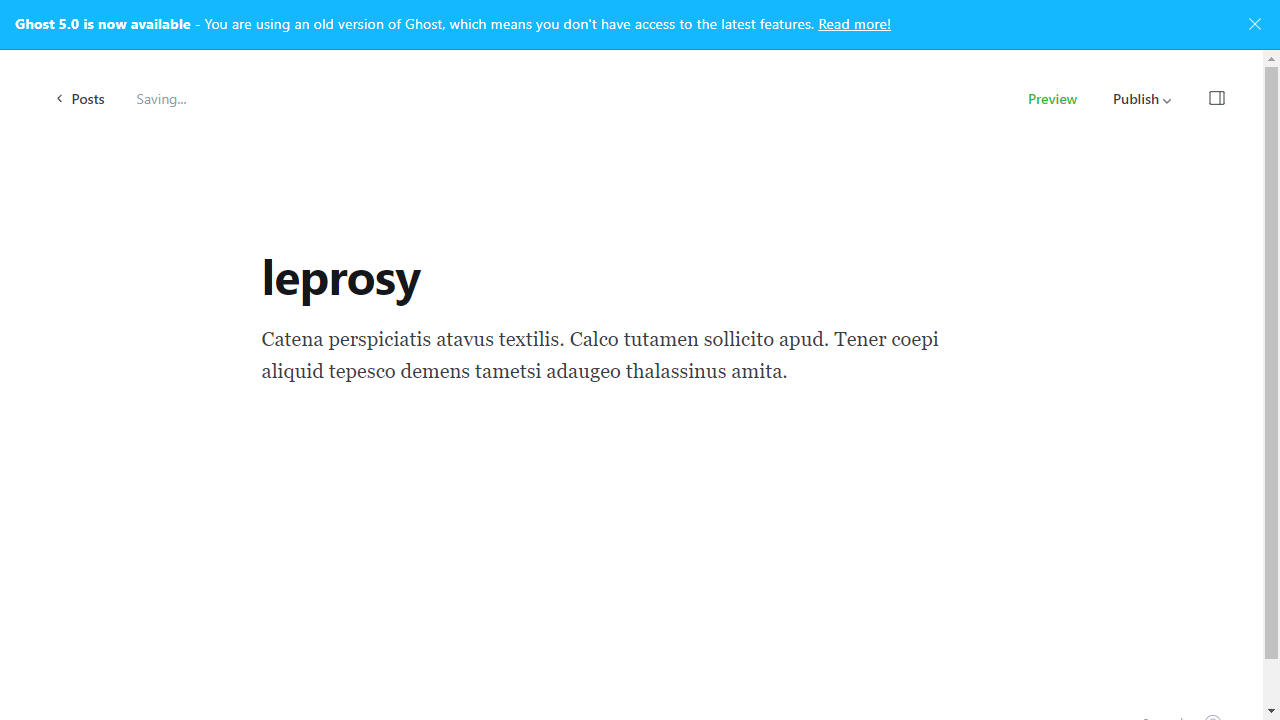 Ghost 5.0 is now available - You are using an old version of Ghost, which means you don't have access to the latest features. Read more!
Posts
Saving...
Preview
Publish
leprosy
Catena perspiciatis atavus textilis. Calco tutamen sollicito apud. Tener coepi
aliquid tepesco demens tametsi adaugeo thalassinus amita.